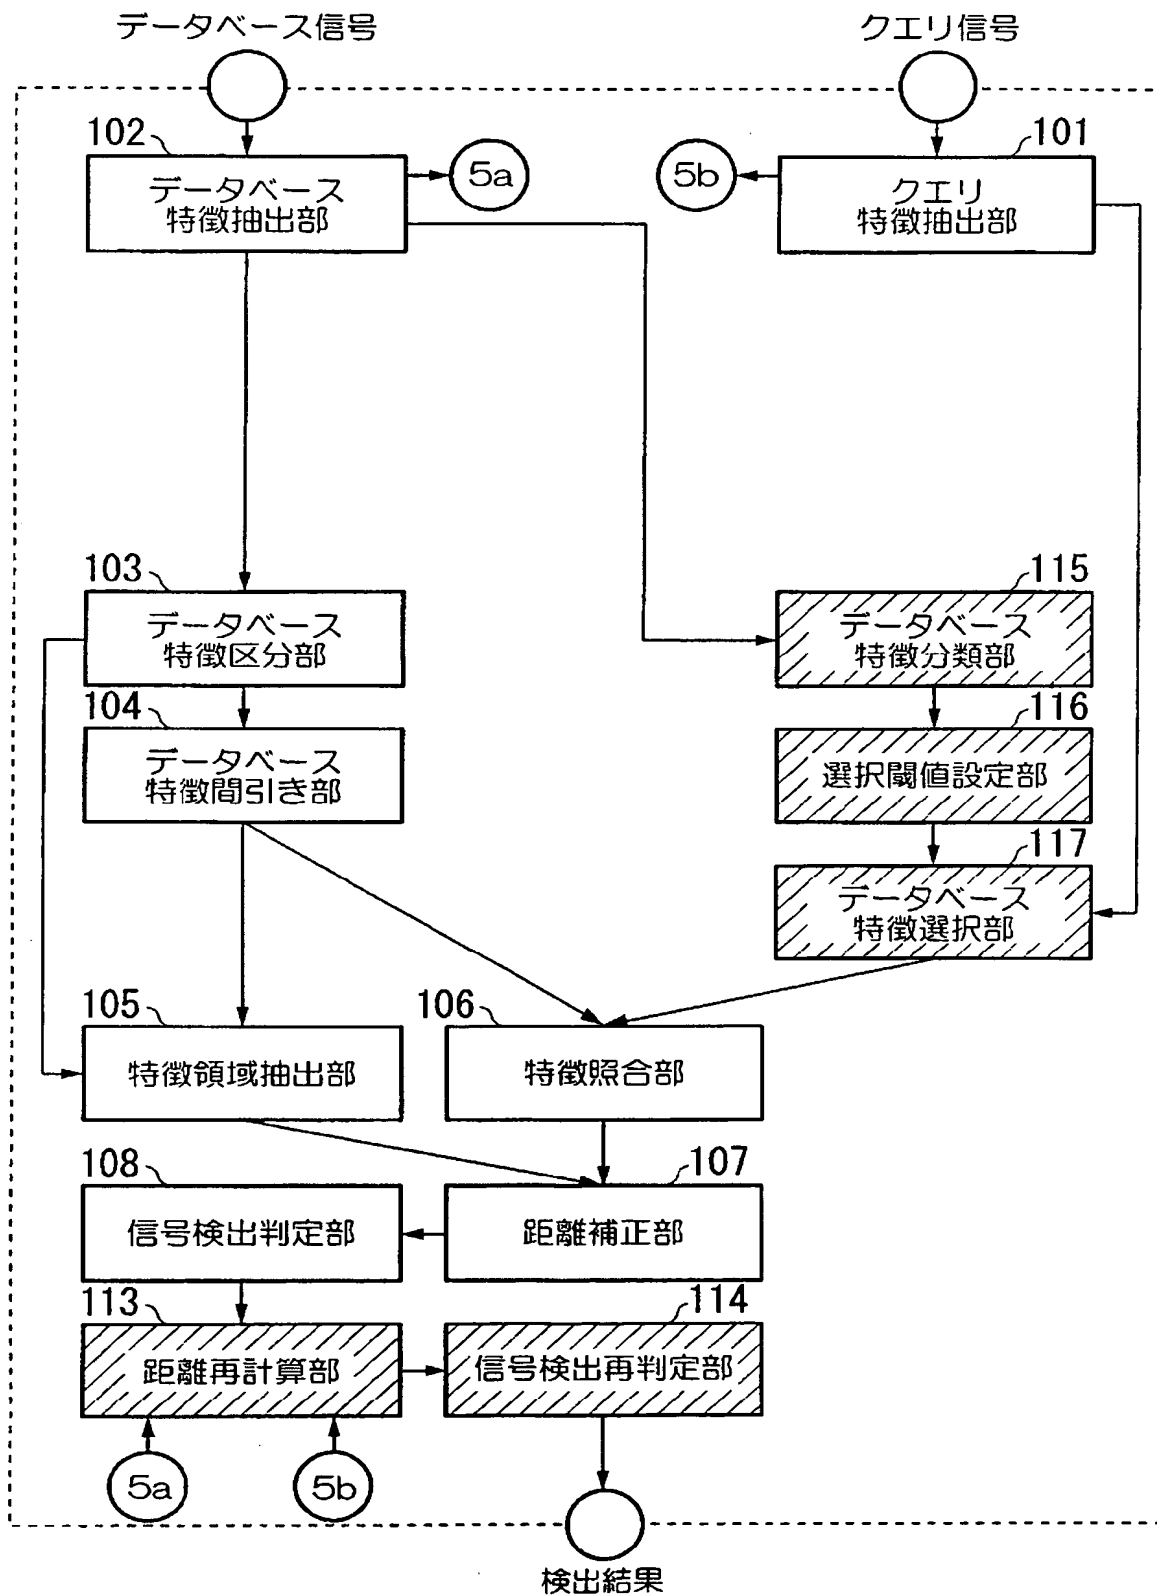 データベース信号
クエリ信号
102
101
データベース
特徴抽出部
5a
5b
クエリ
特徴抽出部
103
115
データベース
特徴区分部
データベース
特徴分類部
104
116
データベース
特徴間引き部
選択閾値設定部
117
データベース
特徴選択部
105
106
特徴領域抽出部
特徴照合部
108
107
信号検出判定部
距離補正部
113
114
距離再計算部
信号検出再判定部
5a
5b
検出結果